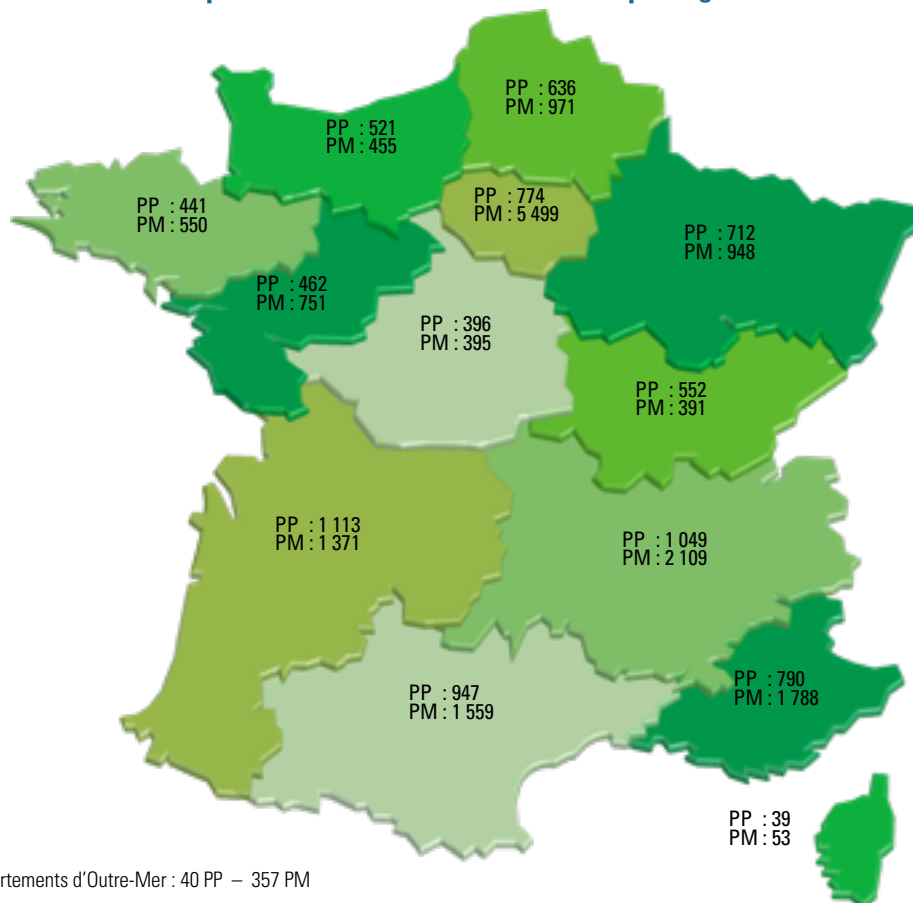 PP : 636
PM : 971
PP : 521
PM : 455
PP : 774
PM : 5 499
PP : 441
PM : 550
PP : 712
PM : 948
PP : 462
PM : 751
PP : 396
PM : 395
PP : 552
PM : 391
PP : 1 113
PM : 1 371
PP : 1 049
PM : 2 109
PP : 790
PM : 1 788
PP : 947
PM : 1 559
PP : 39
PM : 53
rtements d'Outre-Mer : 40 PP – 357 PM